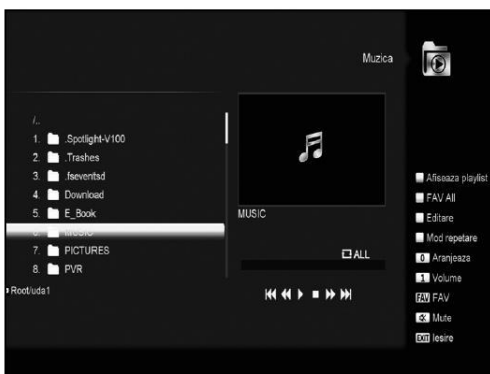 Muzica
/..
1. .Spotlight-V100
2. .Trashes
3. .fseventsd
4. Download
5. E_Book
6. MUSIC
7. PICTURES
8. PVR
Root/uda1
MUSIC
ALL
Afiseaza playlist
FAV All
Editare
Mod repetare
0 Aranjeaza
1 Volume
FAV FAV
Mute
EXIT Iesire